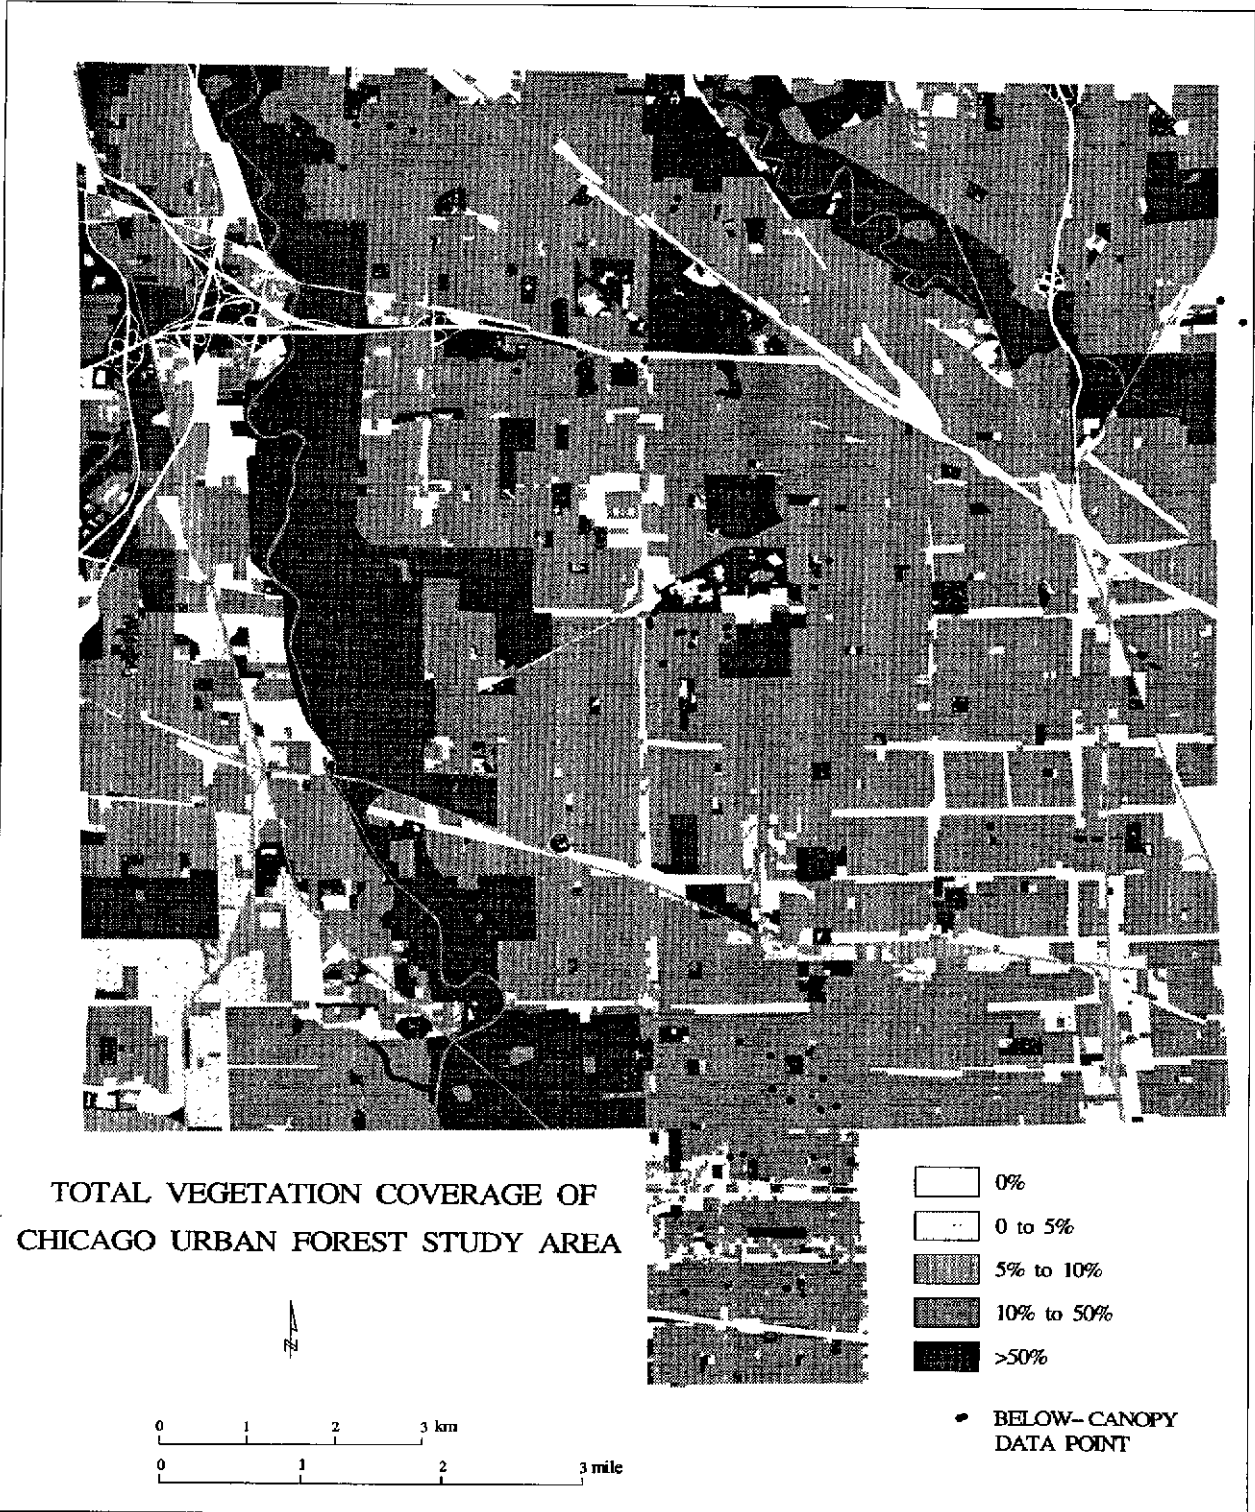 TOTAL VEGETATION COVERAGE OF
CHICAGO URBAN FOREST STUDY AREA
N
0 1 2 3 km
0 1 2 3 mile
0%
0 to 5%
5% to 10%
10% to 50%
>50%
BELOW-CANOPY
DATA POINT